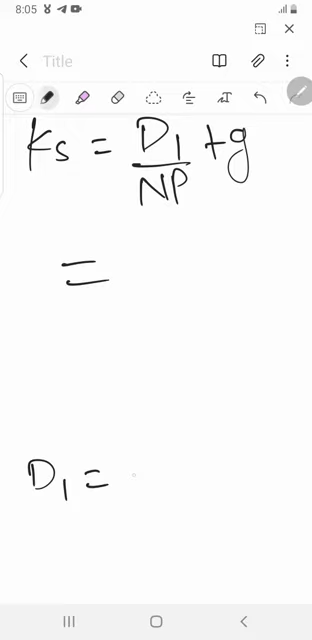 8:05
Title
Ks = D1/NP + g
=
D1 =